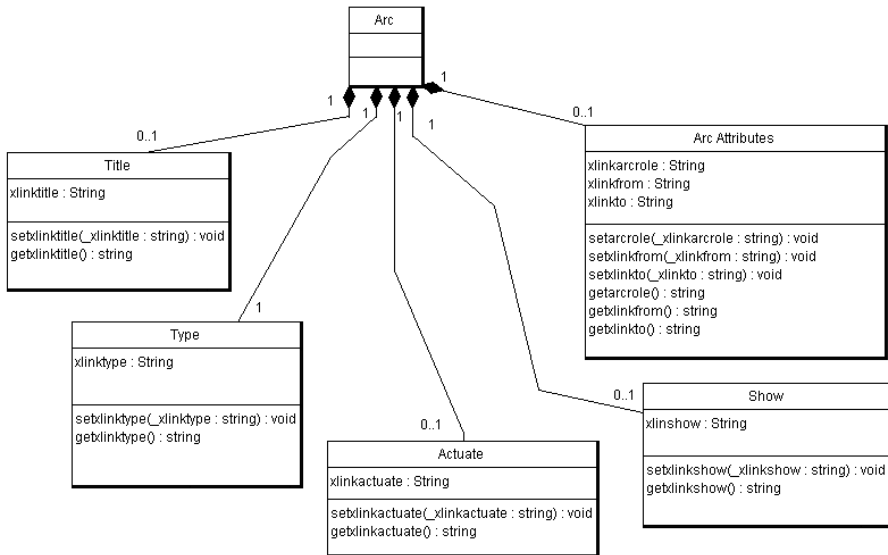 Arc
1
1
1
1
1
0..1
0..1
Title
xlinktitle : String
setxlinktitle(_xlinktitle : string) : void
getxlinktitle() : string
Arc Attributes
xlinkarcrole : String
xlinkfrom : String
xlinkto : String
setarcrole(_xlinkarcrole : string) : void
setxlinkfrom(_xlinkfrom : string) : void
setxlinkto(_xlinkto : string) : void
getarcrole() : string
getxlinkfrom() : string
getxlinkto() : string
1
Type
xlinktype : String
setxlinktype(_xlinktype : string) : void
getxlinktype() : string
0..1
Actuate
xlinkactuate : String
setxlinkactuate(_xlinkactuate : string) : void
getxlinkactuate() : string
0..1
Show
xlinshow : String
setxlinkshow(_xlinkshow : string) : void
getxlinkshow() : string